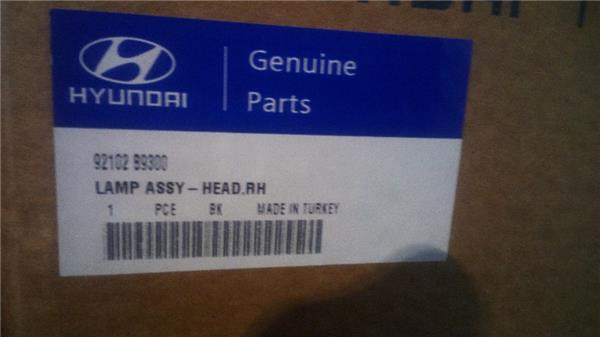 HYUNDAI
Genuine
Parts
92102 B9300
LAMP ASSY-HEAD,RH
1 PCE BK MADE IN TURKEY